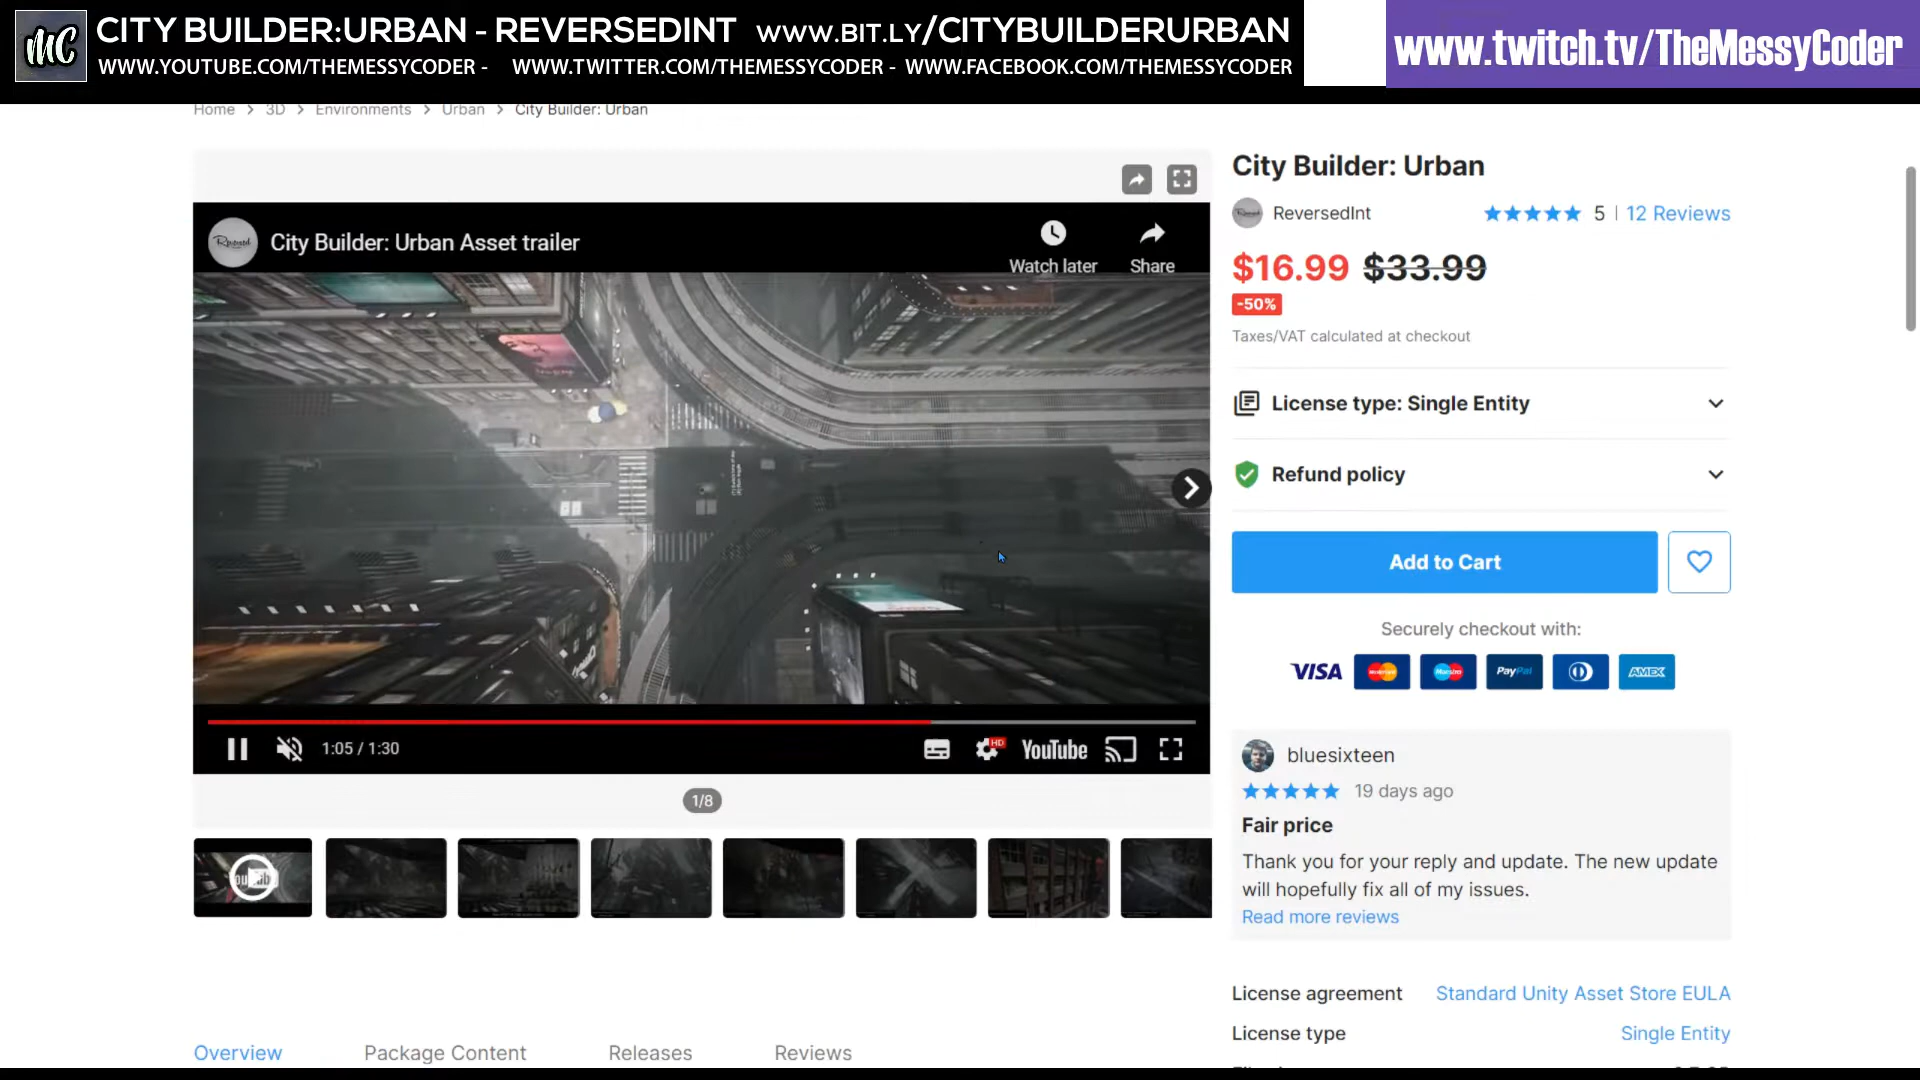 MC
CITY BUILDER:URBAN - REVERSEDINT WWW.BIT.LY/CITYBUILDERURBAN
WWW.YOUTUBE.COM/THEMESSYCODER - WWW.TWITTER.COM/THEMESSYCODER - WWW.FACEBOOK.COM/THEMESSYCODER
www.twitch.tv/TheMessyCoder
Home > 3D > Environments > Urban > City Builder: Urban
City Builder: Urban Asset trailer
Watch later
Share
1:05 / 1:30
HD
YouTube
1/8
Overview
Package Content
Releases
Reviews
City Builder: Urban
ReversedInt
5 | 12 Reviews
$16.99 $33.99
-50%
Taxes/VAT calculated at checkout
License type: Single Entity
Refund policy
Add to Cart
Securely checkout with:
VISA
PayPal
AMEX
bluesixteen
19 days ago
Fair price
Thank you for your reply and update. The new update
will hopefully fix all of my issues.
Read more reviews
License agreement Standard Unity Asset Store EULA
License type Single Entity